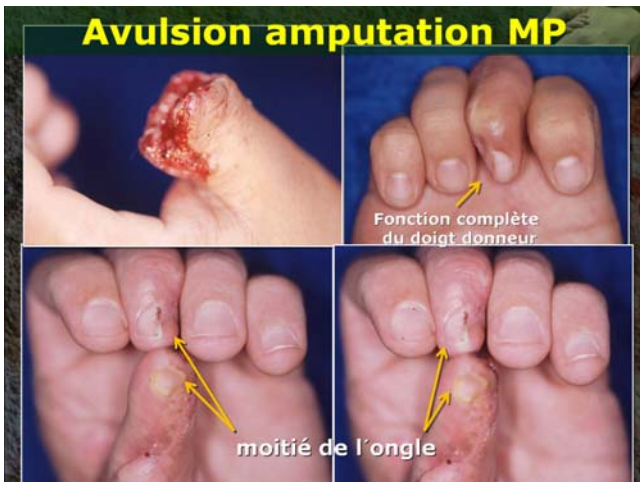 Avulsion amputation MP
Fonction complète
du doigt donneur
moitié de l'ongle